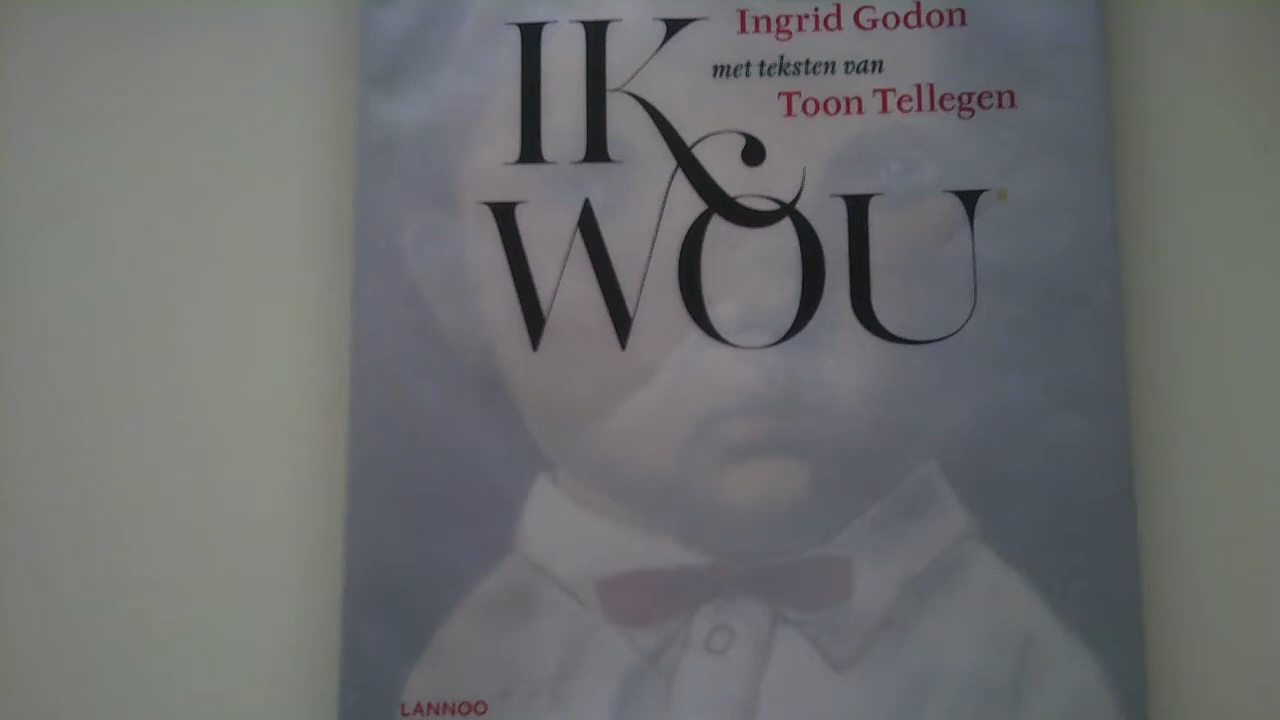 Ingrid Godon
met teksten van
Toon Tellegen
IK
WOU
LANNOO